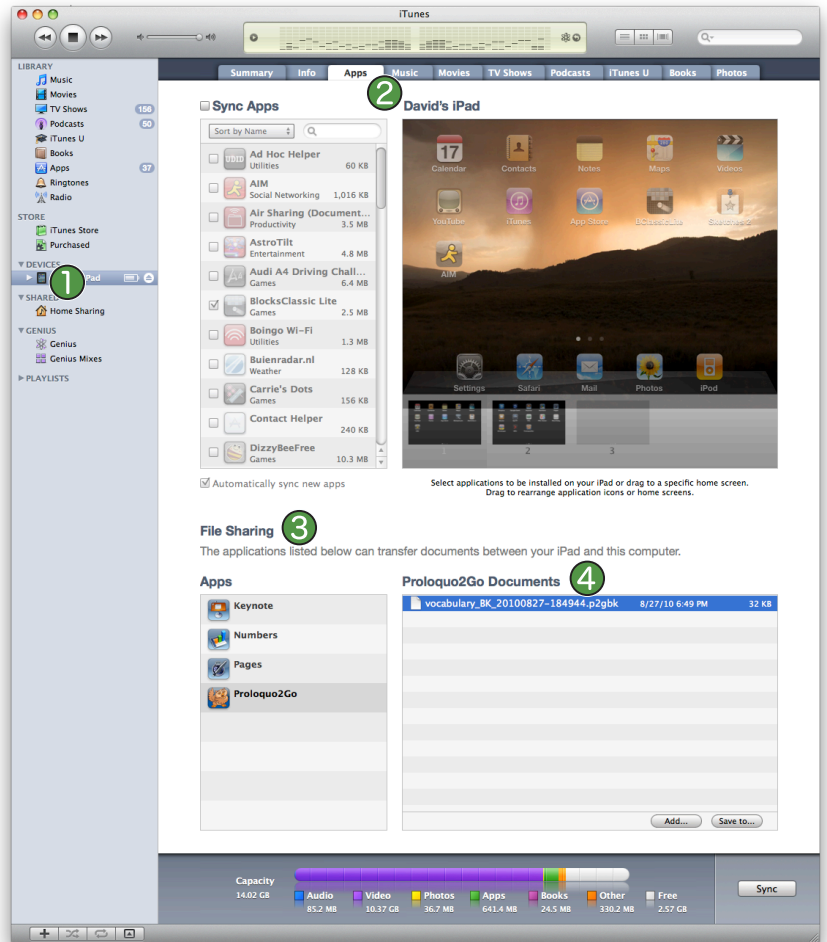 iTunes
LIBRARY
Music
Movies
TV Shows 156
Podcasts 50
iTunes U
Books
Apps 37
Ringtones
Radio
STORE
iTunes Store
Purchased
DEVICES
1 Pad
SHARED
Home Sharing
GENIUS
Genius
Genius Mixes
PLAYLISTS
Summary Info Apps Music Movies TV Shows Podcasts iTunes U Books Photos
2
Sync Apps
Sort by Name
Ad Hoc Helper
Utilities 60 KB
AIM
Social Networking 1,016 KB
Air Sharing (Document...
Productivity 3.5 MB
AstroTilt
Entertainment 4.8 MB
Audi A4 Driving Chall...
Games 6.4 MB
BlocksClassic Lite
Games 2.5 MB
Boingo Wi-Fi
Utilities 1.3 MB
Buienradar.nl
Weather 128 KB
Carrie's Dots
Games 156 KB
Contact Helper
240 KB
DizzyBeeFree
Games 10.3 MB
Automatically sync new apps
David's iPad
17
Calendar Contacts Notes Maps Videos
YouTube iTunes App Store BClassicLite
AIM
Settings Safari Mail Photos iPod
1 2 3
Select applications to be installed on your iPad or drag to a specific home screen.
Drag to rearrange application icons or home screens.
File Sharing 3
The applications listed below can transfer documents between your iPad and this computer.
Apps
Keynote
Numbers
Pages
Proloquo2Go
Proloquo2Go Documents 4
vocabulary_BK_20100827-184944.p2gbk 8/27/10 6:49 PM 32 KB
Add... Save to...
Capacity
14.02 GB
Audio Video Photos Apps Books Other Free
85.2 MB 10.37 GB 36.7 MB 641.4 MB 24.5 MB 330.2 MB 2.57 GB
Sync